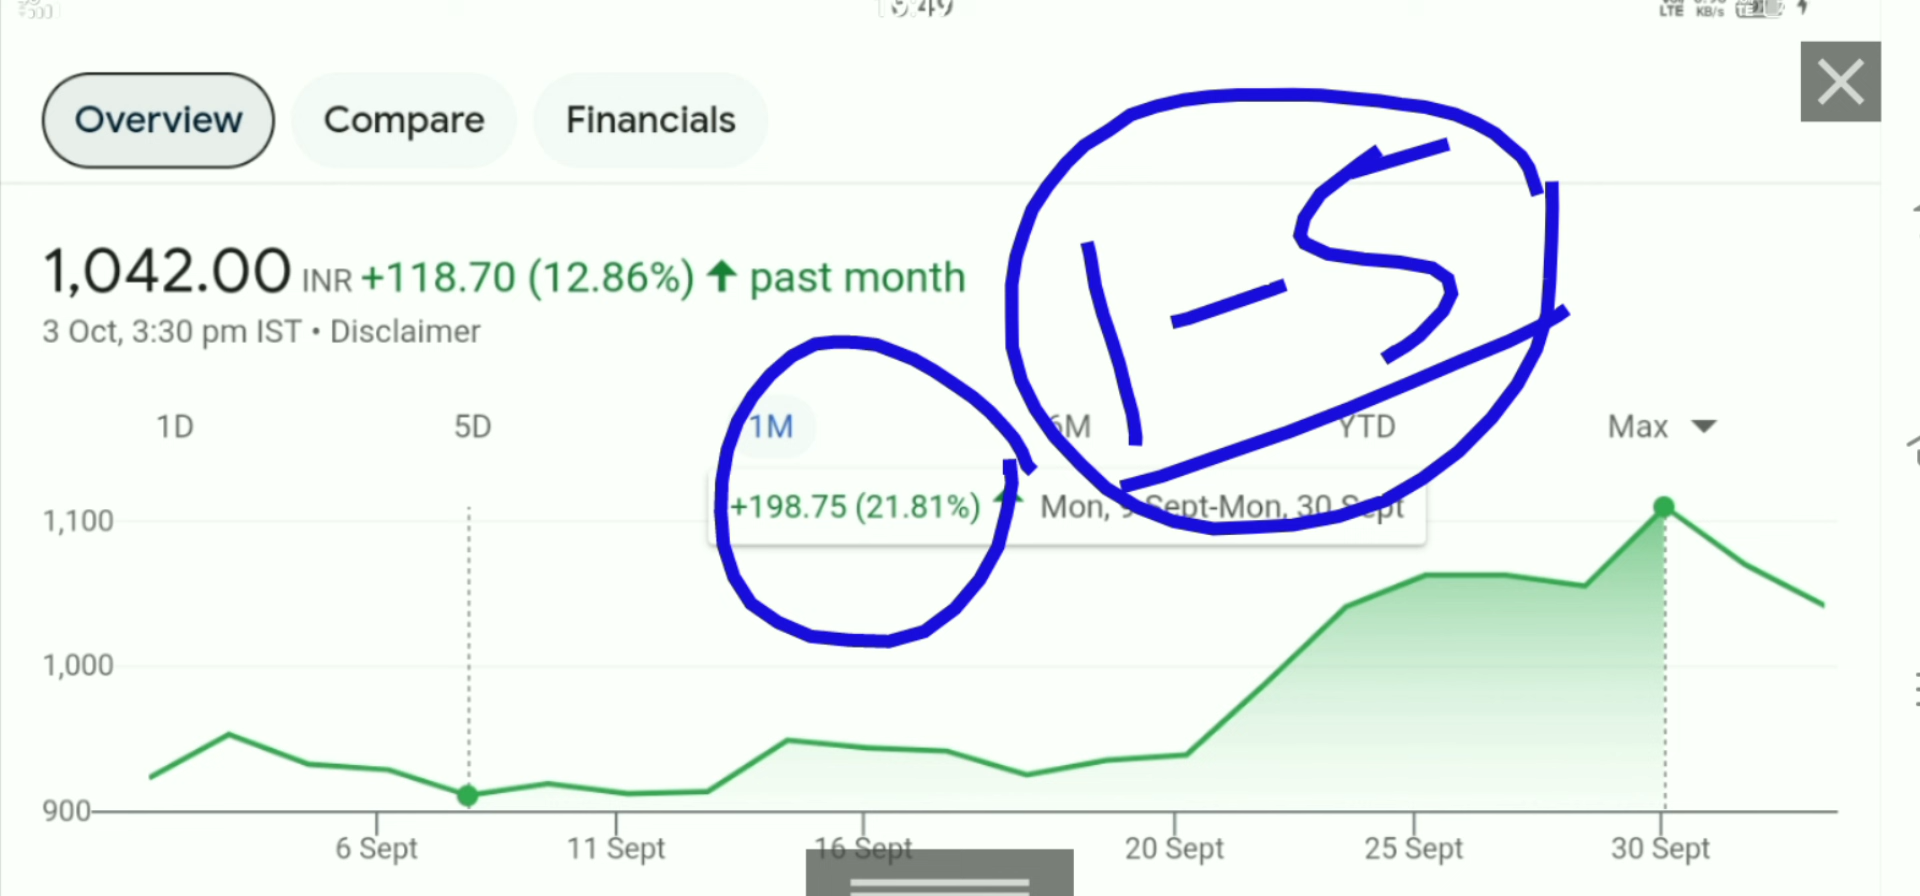 Overview Compare Financials
1,042.00 INR +118.70 (12.86%) past month
3 Oct, 3:30 pm IST • Disclaimer
1-5
1D 5D 1M 6M YTD Max
+198.75 (21.81%) Mon, 9 Sept-Mon, 30 Sept
1,100
1,000
900
6 Sept 11 Sept 16 Sept 20 Sept 25 Sept 30 Sept